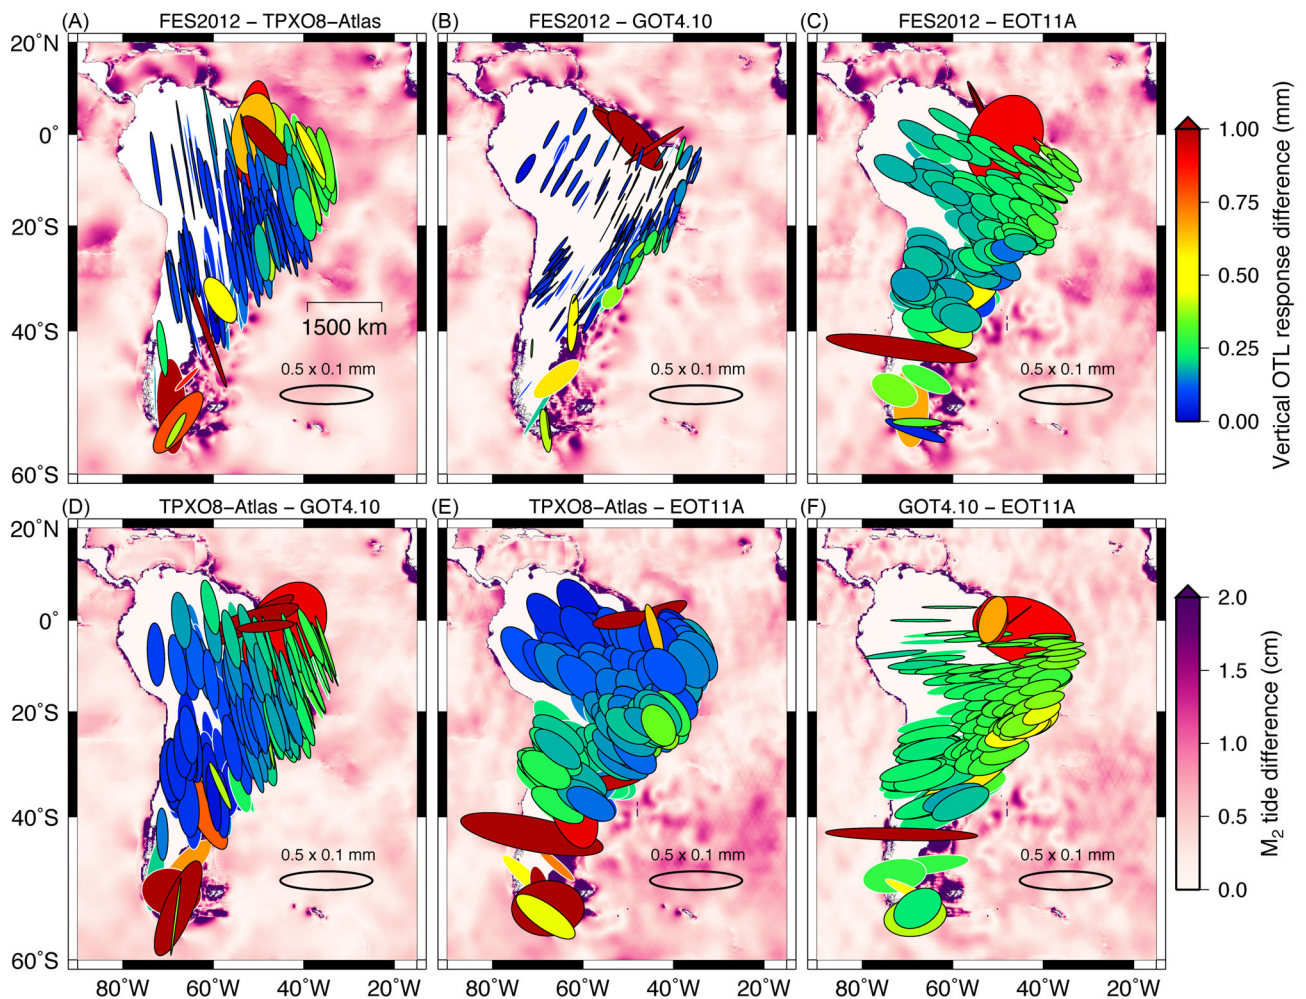 (A) FES2012 − TPXO8−Atlas
(B) FES2012 − GOT4.10
(C) FES2012 − EOT11A
20˚N
0˚
20˚S
40˚S
60˚S
1500 km
0.5 x 0.1 mm
0.5 x 0.1 mm
0.5 x 0.1 mm
1.00
0.75
0.50
0.25
0.00
Vertical OTL response difference (mm)
(D) TPXO8−Atlas − GOT4.10
(E) TPXO8−Atlas − EOT11A
(F) GOT4.10 − EOT11A
20˚N
0˚
20˚S
40˚S
60˚S
0.5 x 0.1 mm
0.5 x 0.1 mm
0.5 x 0.1 mm
2.0
1.5
1.0
0.5
0.0
M₂ tide difference (cm)
80˚W 60˚W 40˚W 20˚W
80˚W 60˚W 40˚W 20˚W
80˚W 60˚W 40˚W 20˚W